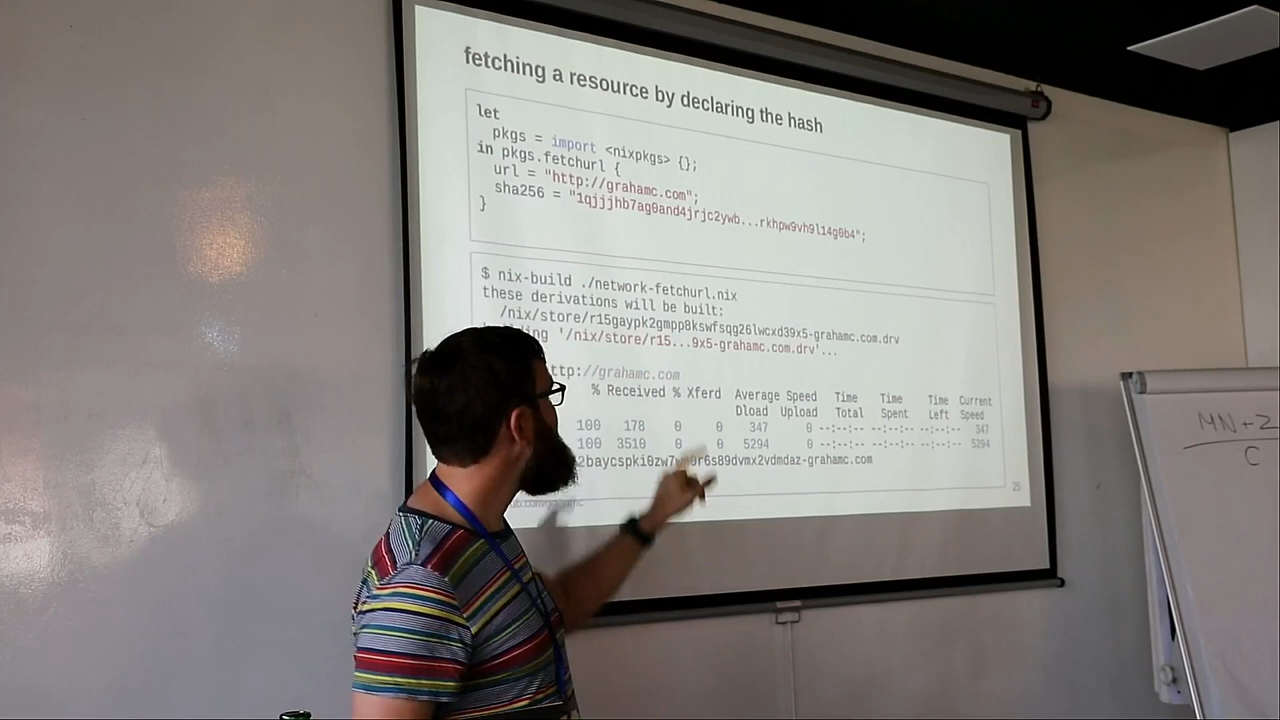 fetching a resource by declaring the hash
let
pkgs = import <nixpkgs> {};
in pkgs.fetchurl {
url = "http://grahamc.com";
sha256 = "1qjjjhb7ag0and4jrjc2ywb...rkhpw9vh9l14g0b4";
}
$ nix-build ./network-fetchurl.nix
these derivations will be built:
/nix/store/r15gaypk2gmpp8kswfsqg26lwcxd39x5-grahamc.com.drv
'/nix/store/r15...9x5-grahamc.com.drv'...
ttp://grahamc.com
% Received % Xferd Average Speed Time Time Time Current
Dload Upload Total Spent Left Speed
100 178 0 0 347 0 --:--:-- --:--:-- --:--:-- 347
100 3510 0 0 5294 0 --:--:-- --:--:-- --:--:-- 5294
-grahamc.com
25
MN+2
C